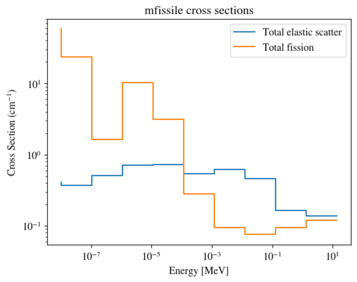 mfissile cross sections
Total elastic scatter
Total fission
Cross Section (cm⁻¹)
10¹
10⁰
10⁻¹
10⁻⁷
10⁻⁵
10⁻³
10⁻¹
10¹
Energy [MeV]